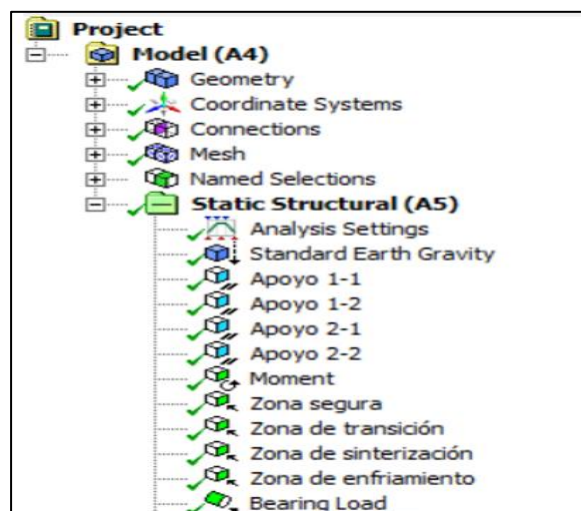 Project
Model (A4)
Geometry
Coordinate Systems
Connections
Mesh
Named Selections
Static Structural (A5)
Analysis Settings
Standard Earth Gravity
Apoyo 1-1
Apoyo 1-2
Apoyo 2-1
Apoyo 2-2
Moment
Zona segura
Zona de transición
Zona de sinterización
Zona de enfriamiento
Bearing Load